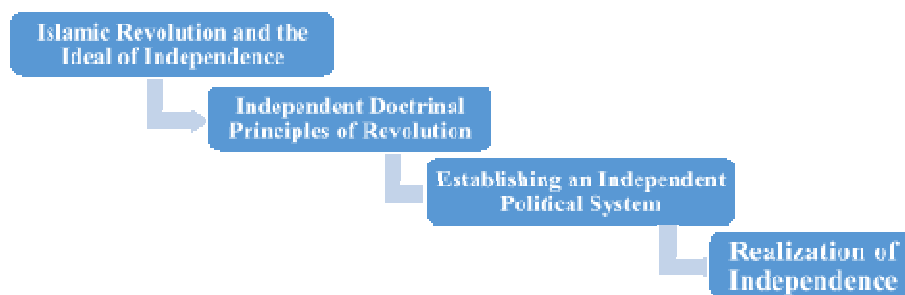 Islamic Revolution and the
Ideal of Independence
Independent Doctrinal
Principles of Revolution
Establishing an Independent
Political System
Realization of
Independence